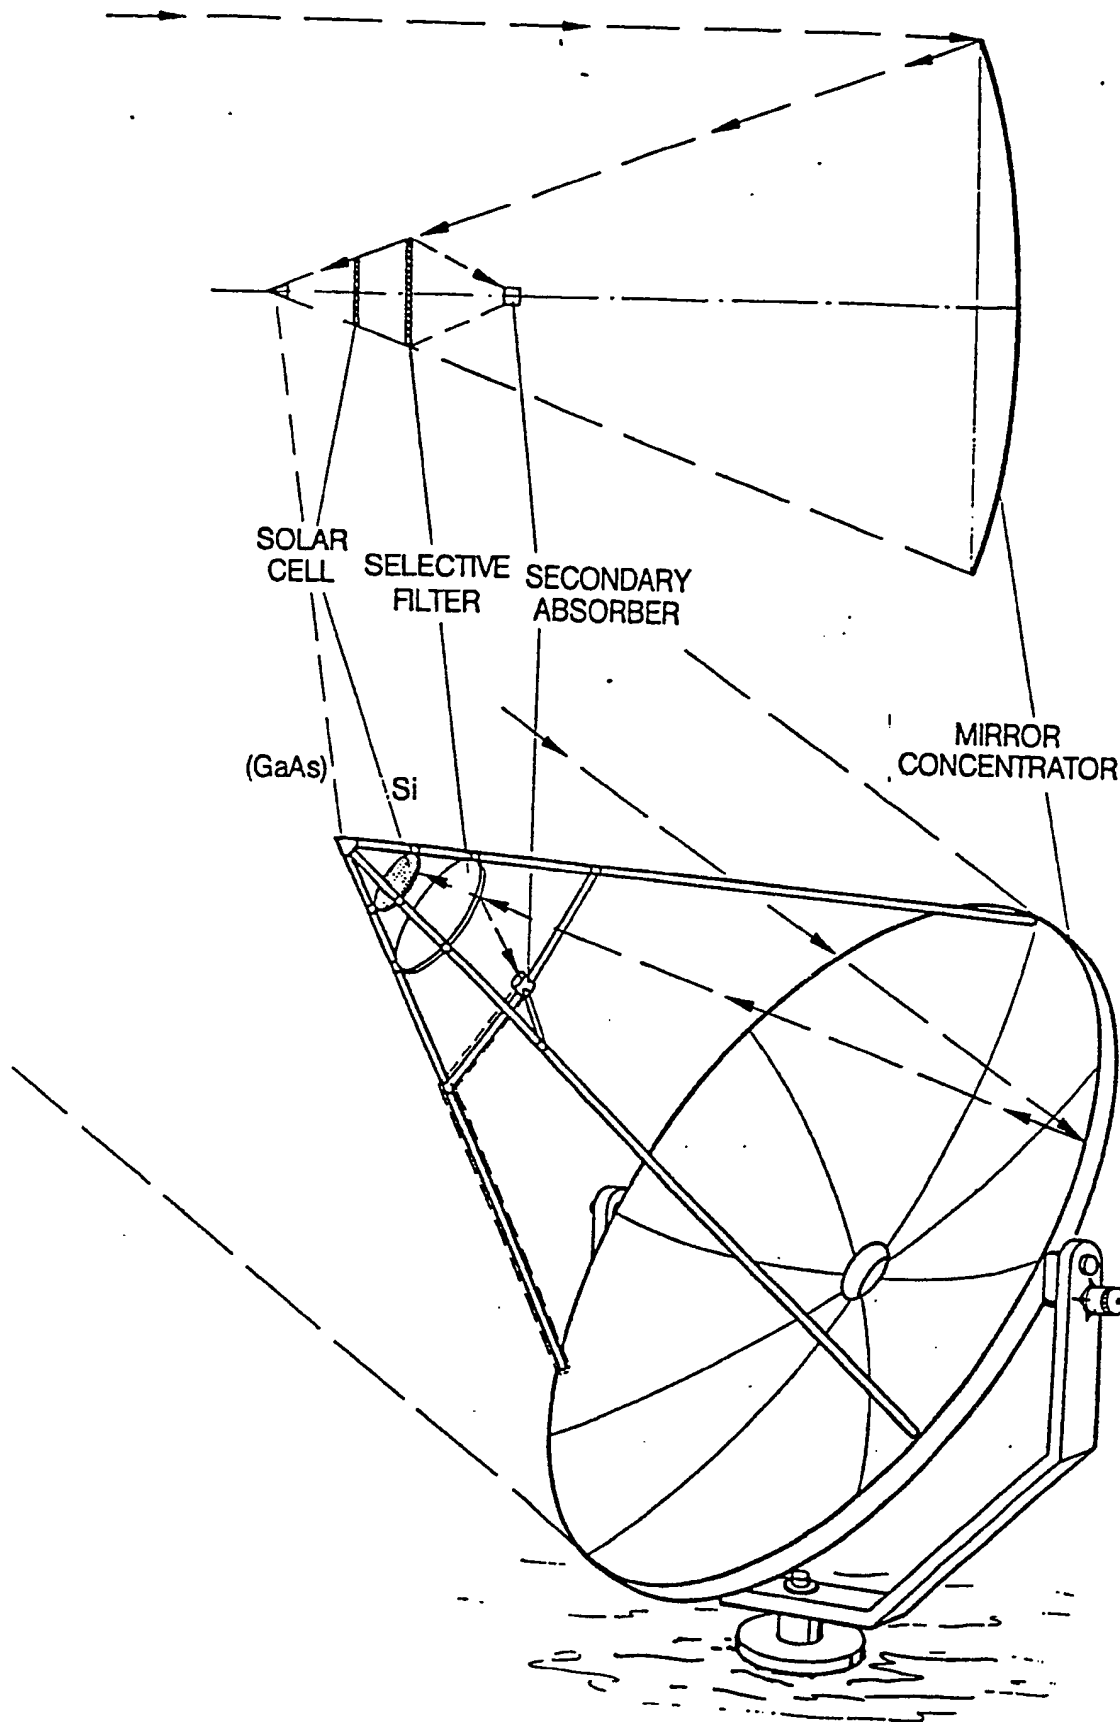 SOLAR
CELL
SELECTIVE
FILTER
SECONDARY
ABSORBER
MIRROR
CONCENTRATOR
(GaAs)
Si